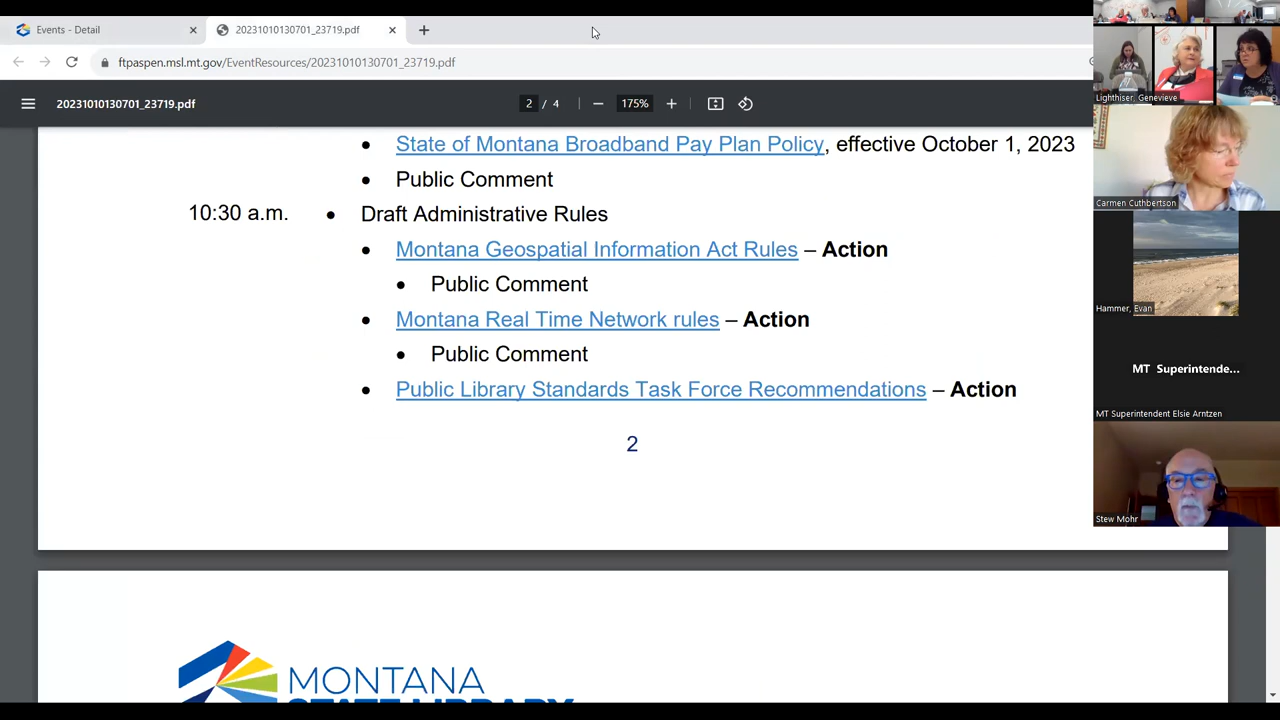 Events - Detail
20231010130701_23719.pdf
ftpaspen.msl.mt.gov/EventResources/20231010130701_23719.pdf
20231010130701_23719.pdf
2 / 4
175%
State of Montana Broadband Pay Plan Policy, effective October 1, 2023
Public Comment
10:30 a.m. • Draft Administrative Rules
Montana Geospatial Information Act Rules – Action
Public Comment
Montana Real Time Network rules – Action
Public Comment
Public Library Standards Task Force Recommendations – Action
2
MONTANA
STATE LIBRARY
Lighthiser, Genevieve
Carmen Cuthbertson
Hammer, Evan
MT Superintende...
MT Superintendent Elsie Arntzen
Stew Mohr